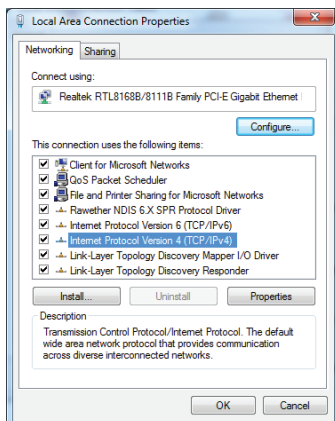 Local Area Connection Properties
Networking
Sharing
Connect using:
Realtek RTL8168B/8111B Family PCI-E Gigabit Ethernet
Configure...
This connection uses the following items:
Client for Microsoft Networks
QoS Packet Scheduler
File and Printer Sharing for Microsoft Networks
Rawether NDIS 6.X SPR Protocol Driver
Internet Protocol Version 6 (TCP/IPv6)
Internet Protocol Version 4 (TCP/IPv4)
Link-Layer Topology Discovery Mapper I/O Driver
Link-Layer Topology Discovery Responder
Install...
Uninstall
Properties
Description
Transmission Control Protocol/Internet Protocol. The default
wide area network protocol that provides communication
across diverse interconnected networks.
OK
Cancel